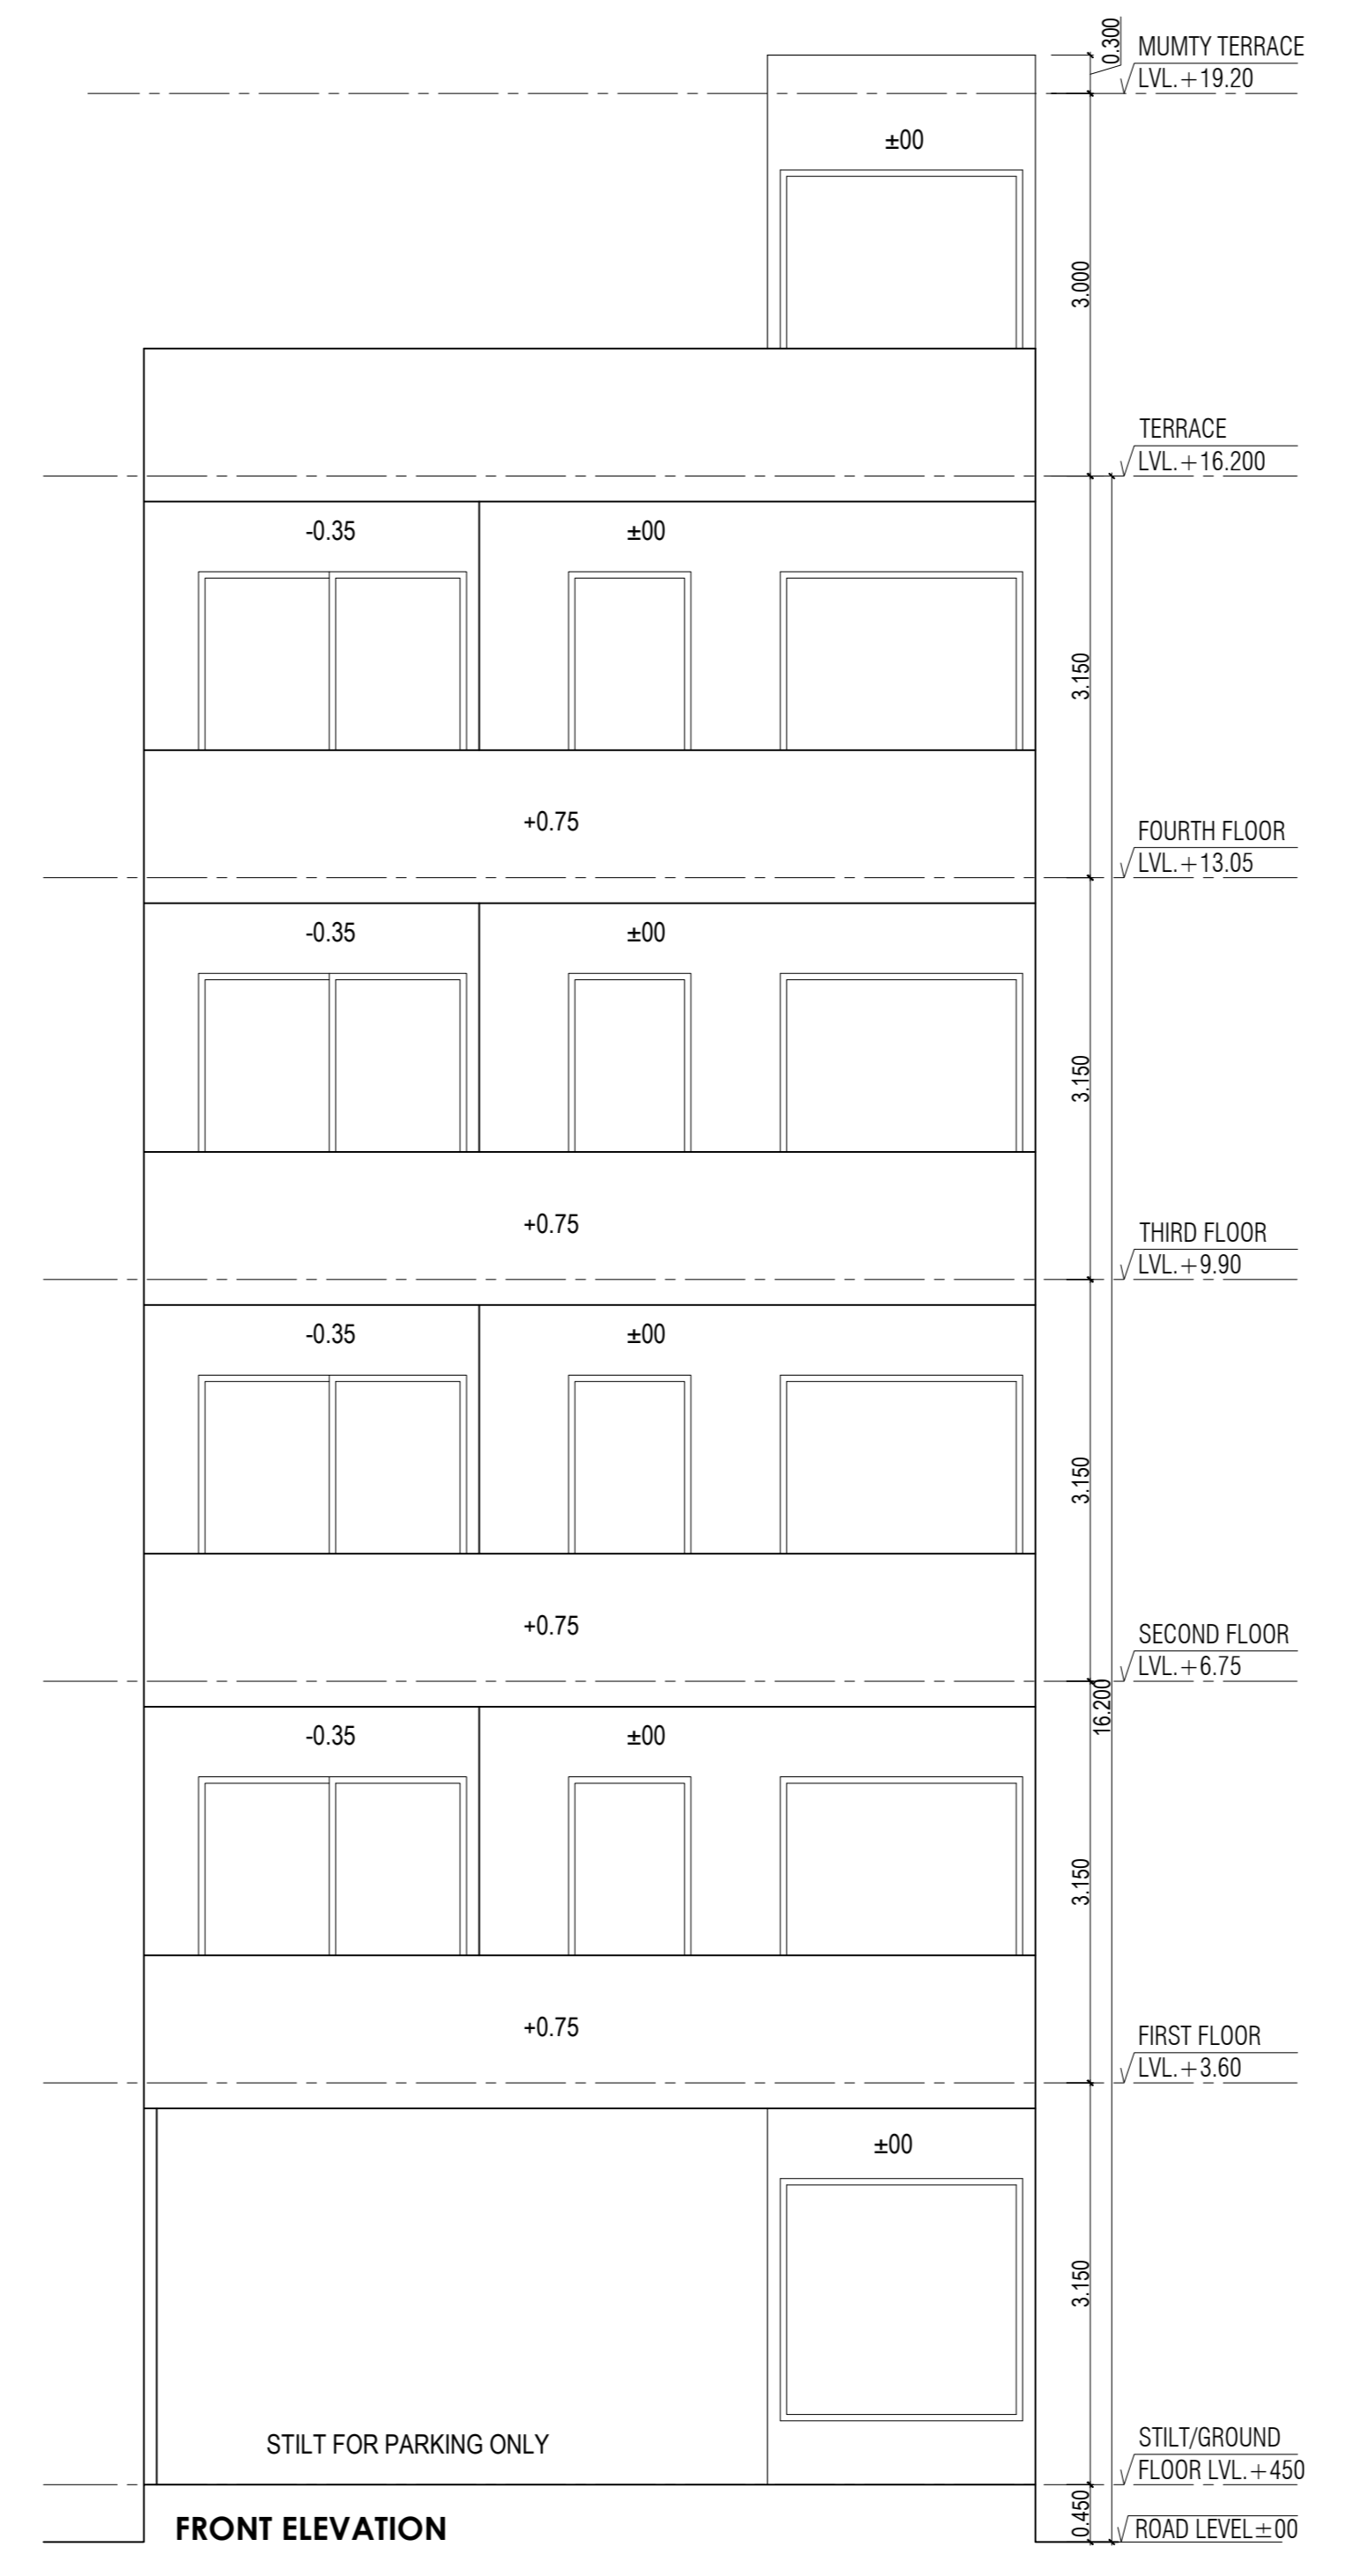 0.300
MUMTY TERRACE
LVL.+19.20
±00
3.000
TERRACE
LVL.+16.200
-0.35
±00
3.150
+0.75
FOURTH FLOOR
LVL.+13.05
-0.35
±00
3.150
+0.75
THIRD FLOOR
LVL.+9.90
-0.35
±00
3.150
+0.75
SECOND FLOOR
LVL.+6.75
16.200
-0.35
±00
3.150
+0.75
FIRST FLOOR
LVL.+3.60
±00
3.150
STILT FOR PARKING ONLY
STILT/GROUND
FLOOR LVL.+450
0.450
FRONT ELEVATION
ROAD LEVEL±00